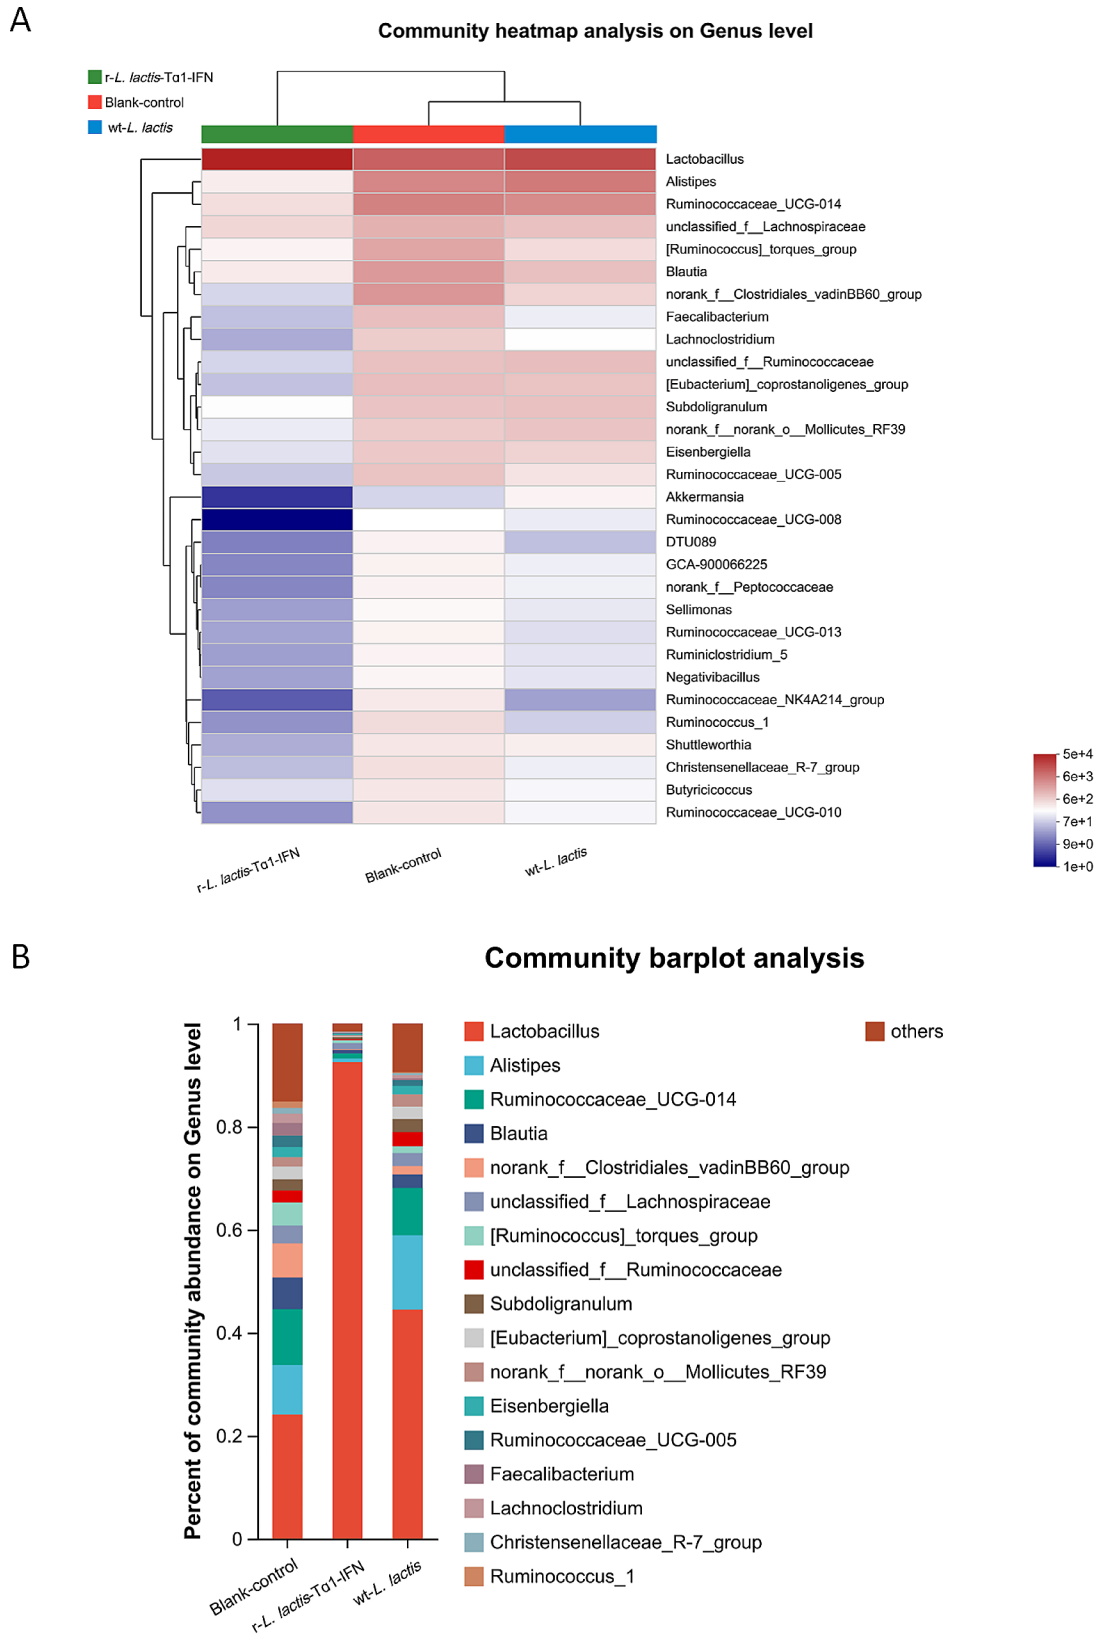 A
Community heatmap analysis on Genus level
r-L. lactis-Tα1-IFN
Blank-control
wt-L. lactis
Lactobacillus
Alistipes
Ruminococcaceae_UCG-014
unclassified_f__Lachnospiraceae
[Ruminococcus]_torques_group
Blautia
norank_f__Clostridiales_vadinBB60_group
Faecalibacterium
Lachnoclostridium
unclassified_f__Ruminococcaceae
[Eubacterium]_coprostanoligenes_group
Subdoligranulum
norank_f__norank_o__Mollicutes_RF39
Eisenbergiella
Ruminococcaceae_UCG-005
Akkermansia
Ruminococcaceae_UCG-008
DTU089
GCA-900066225
norank_f__Peptococcaceae
Sellimonas
Ruminococcaceae_UCG-013
Ruminiclostridium_5
Negativibacillus
Ruminococcaceae_NK4A214_group
Ruminococcus_1
Shuttleworthia
Christensenellaceae_R-7_group
Butyricicoccus
Ruminococcaceae_UCG-010
5e+4
6e+3
6e+2
7e+1
9e+0
1e+0
r-L. lactis-Tα1-IFN
Blank-control
wt-L. lactis
B
Community barplot analysis
Percent of community abundance on Genus level
1
0.8
0.6
0.4
0.2
0
Blank-control
r-L. lactis-Tα1-IFN
wt-L. lactis
Lactobacillus
Alistipes
Ruminococcaceae_UCG-014
Blautia
norank_f__Clostridiales_vadinBB60_group
unclassified_f__Lachnospiraceae
[Ruminococcus]_torques_group
unclassified_f__Ruminococcaceae
Subdoligranulum
[Eubacterium]_coprostanoligenes_group
norank_f__norank_o__Mollicutes_RF39
Eisenbergiella
Ruminococcaceae_UCG-005
Faecalibacterium
Lachnoclostridium
Christensenellaceae_R-7_group
Ruminococcus_1
others